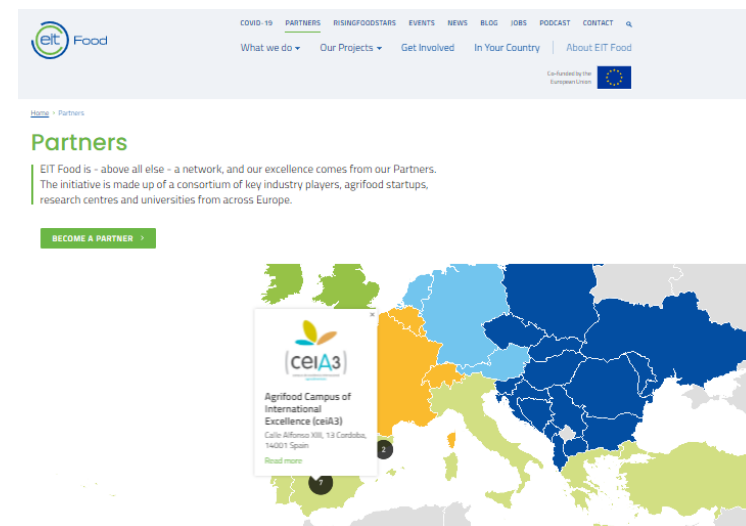 eit Food
COVID-19 PARTNERS RISINGFOODSTARS EVENTS NEWS BLOG JOBS PODCAST CONTACT
What we do Our Projects Get Involved In Your Country About EIT Food
Co-funded by the
European Union
Home › Partners
Partners
EIT Food is - above all else - a network, and our excellence comes from our Partners.
The initiative is made up of a consortium of key industry players, agrifood startups,
research centres and universities from across Europe.
BECOME A PARTNER >
×
(ceiA3)
Agrifood Campus of
International
Excellence (ceiA3)
Calle Alfonso XIII, 13 Cordoba,
14001 Spain
Read more
2
7